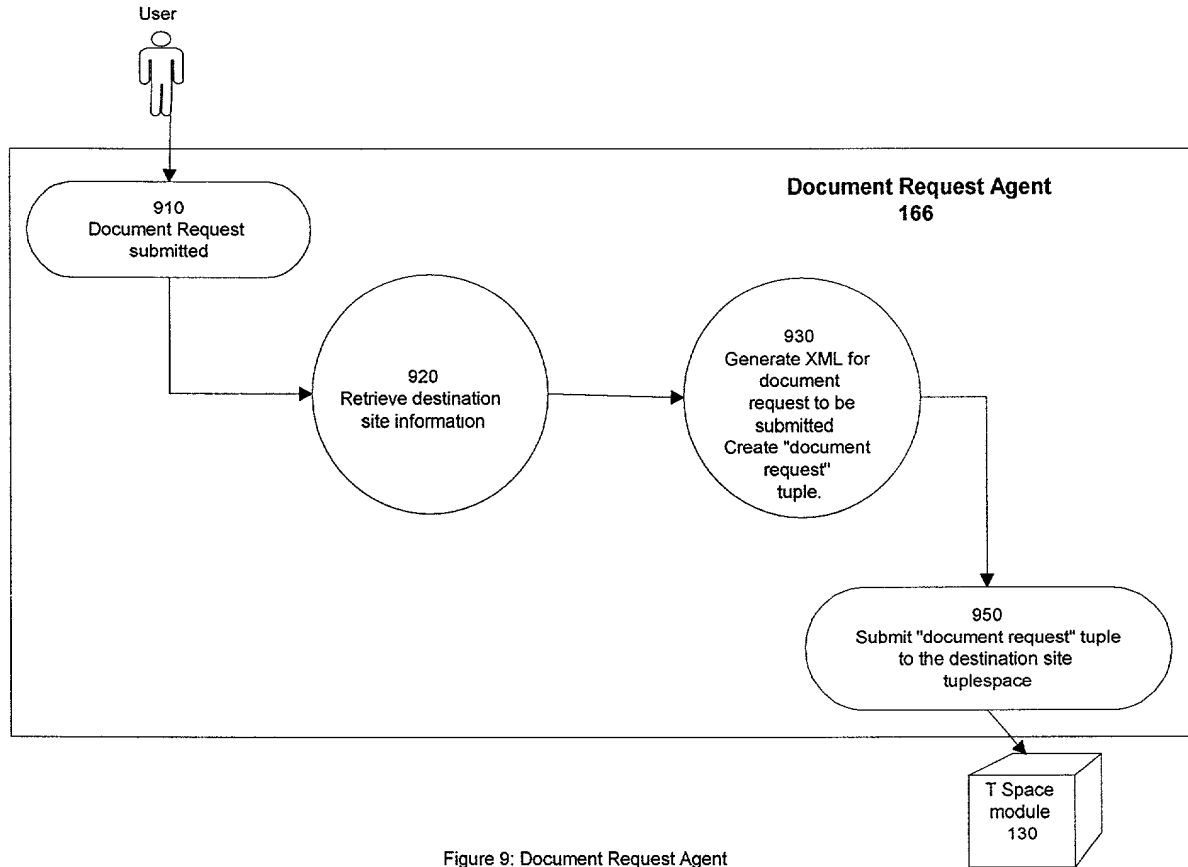 User
Document Request Agent
166
910
Document Request
submitted
920
Retrieve destination
site information
930
Generate XML for
document
request to be
submitted
Create "document
request"
tuple.
950
Submit "document request" tuple
to the destination site
tuplespace
T Space
module
130
Figure 9: Document Request Agent